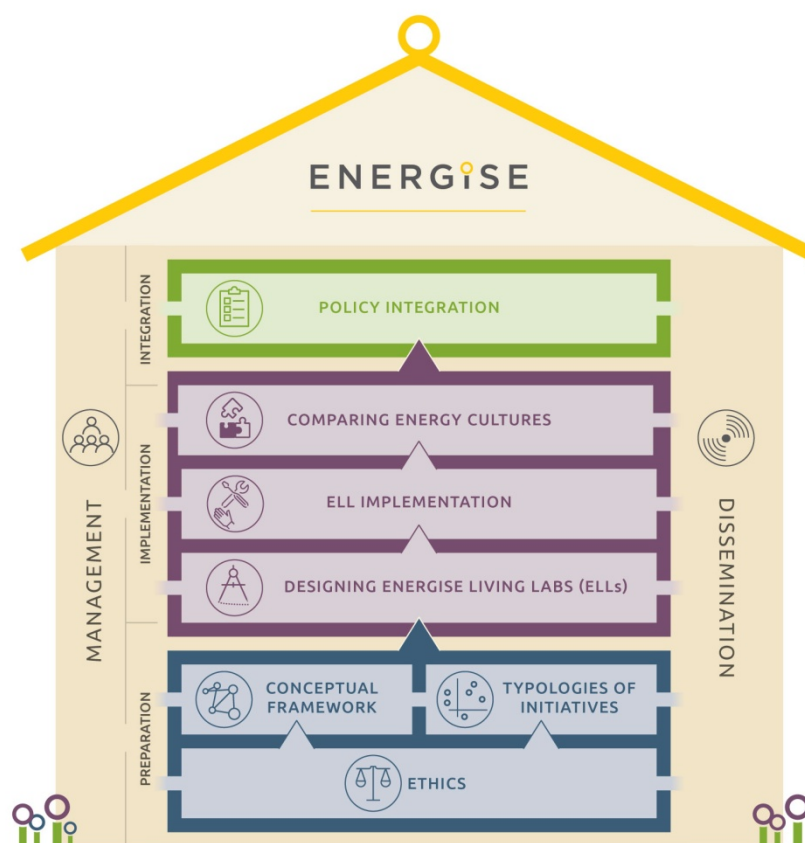 ENERGiSE
INTEGRATION
POLICY INTEGRATION
MANAGEMENT
IMPLEMENTATION
COMPARING ENERGY CULTURES
ELL IMPLEMENTATION
DESIGNING ENERGISE LIVING LABS (ELLs)
DISSEMINATION
PREPARATION
CONCEPTUAL
FRAMEWORK
TYPOLOGIES OF
INITIATIVES
ETHICS